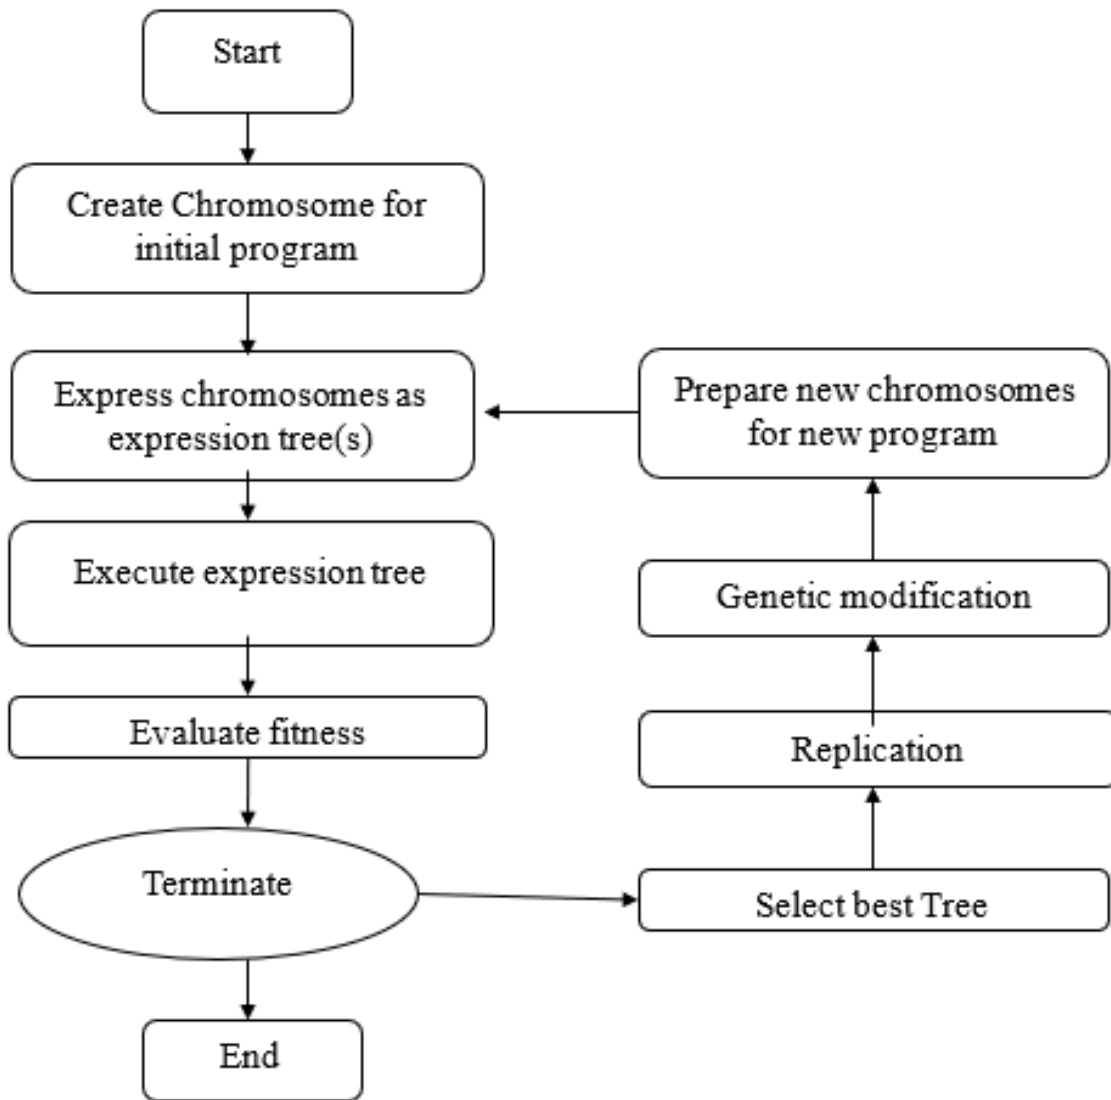 Start
Create Chromosome for
initial program
Express chromosomes as
expression tree(s)
Execute expression tree
Evaluate fitness
Terminate
End
Prepare new chromosomes
for new program
Genetic modification
Replication
Select best Tree